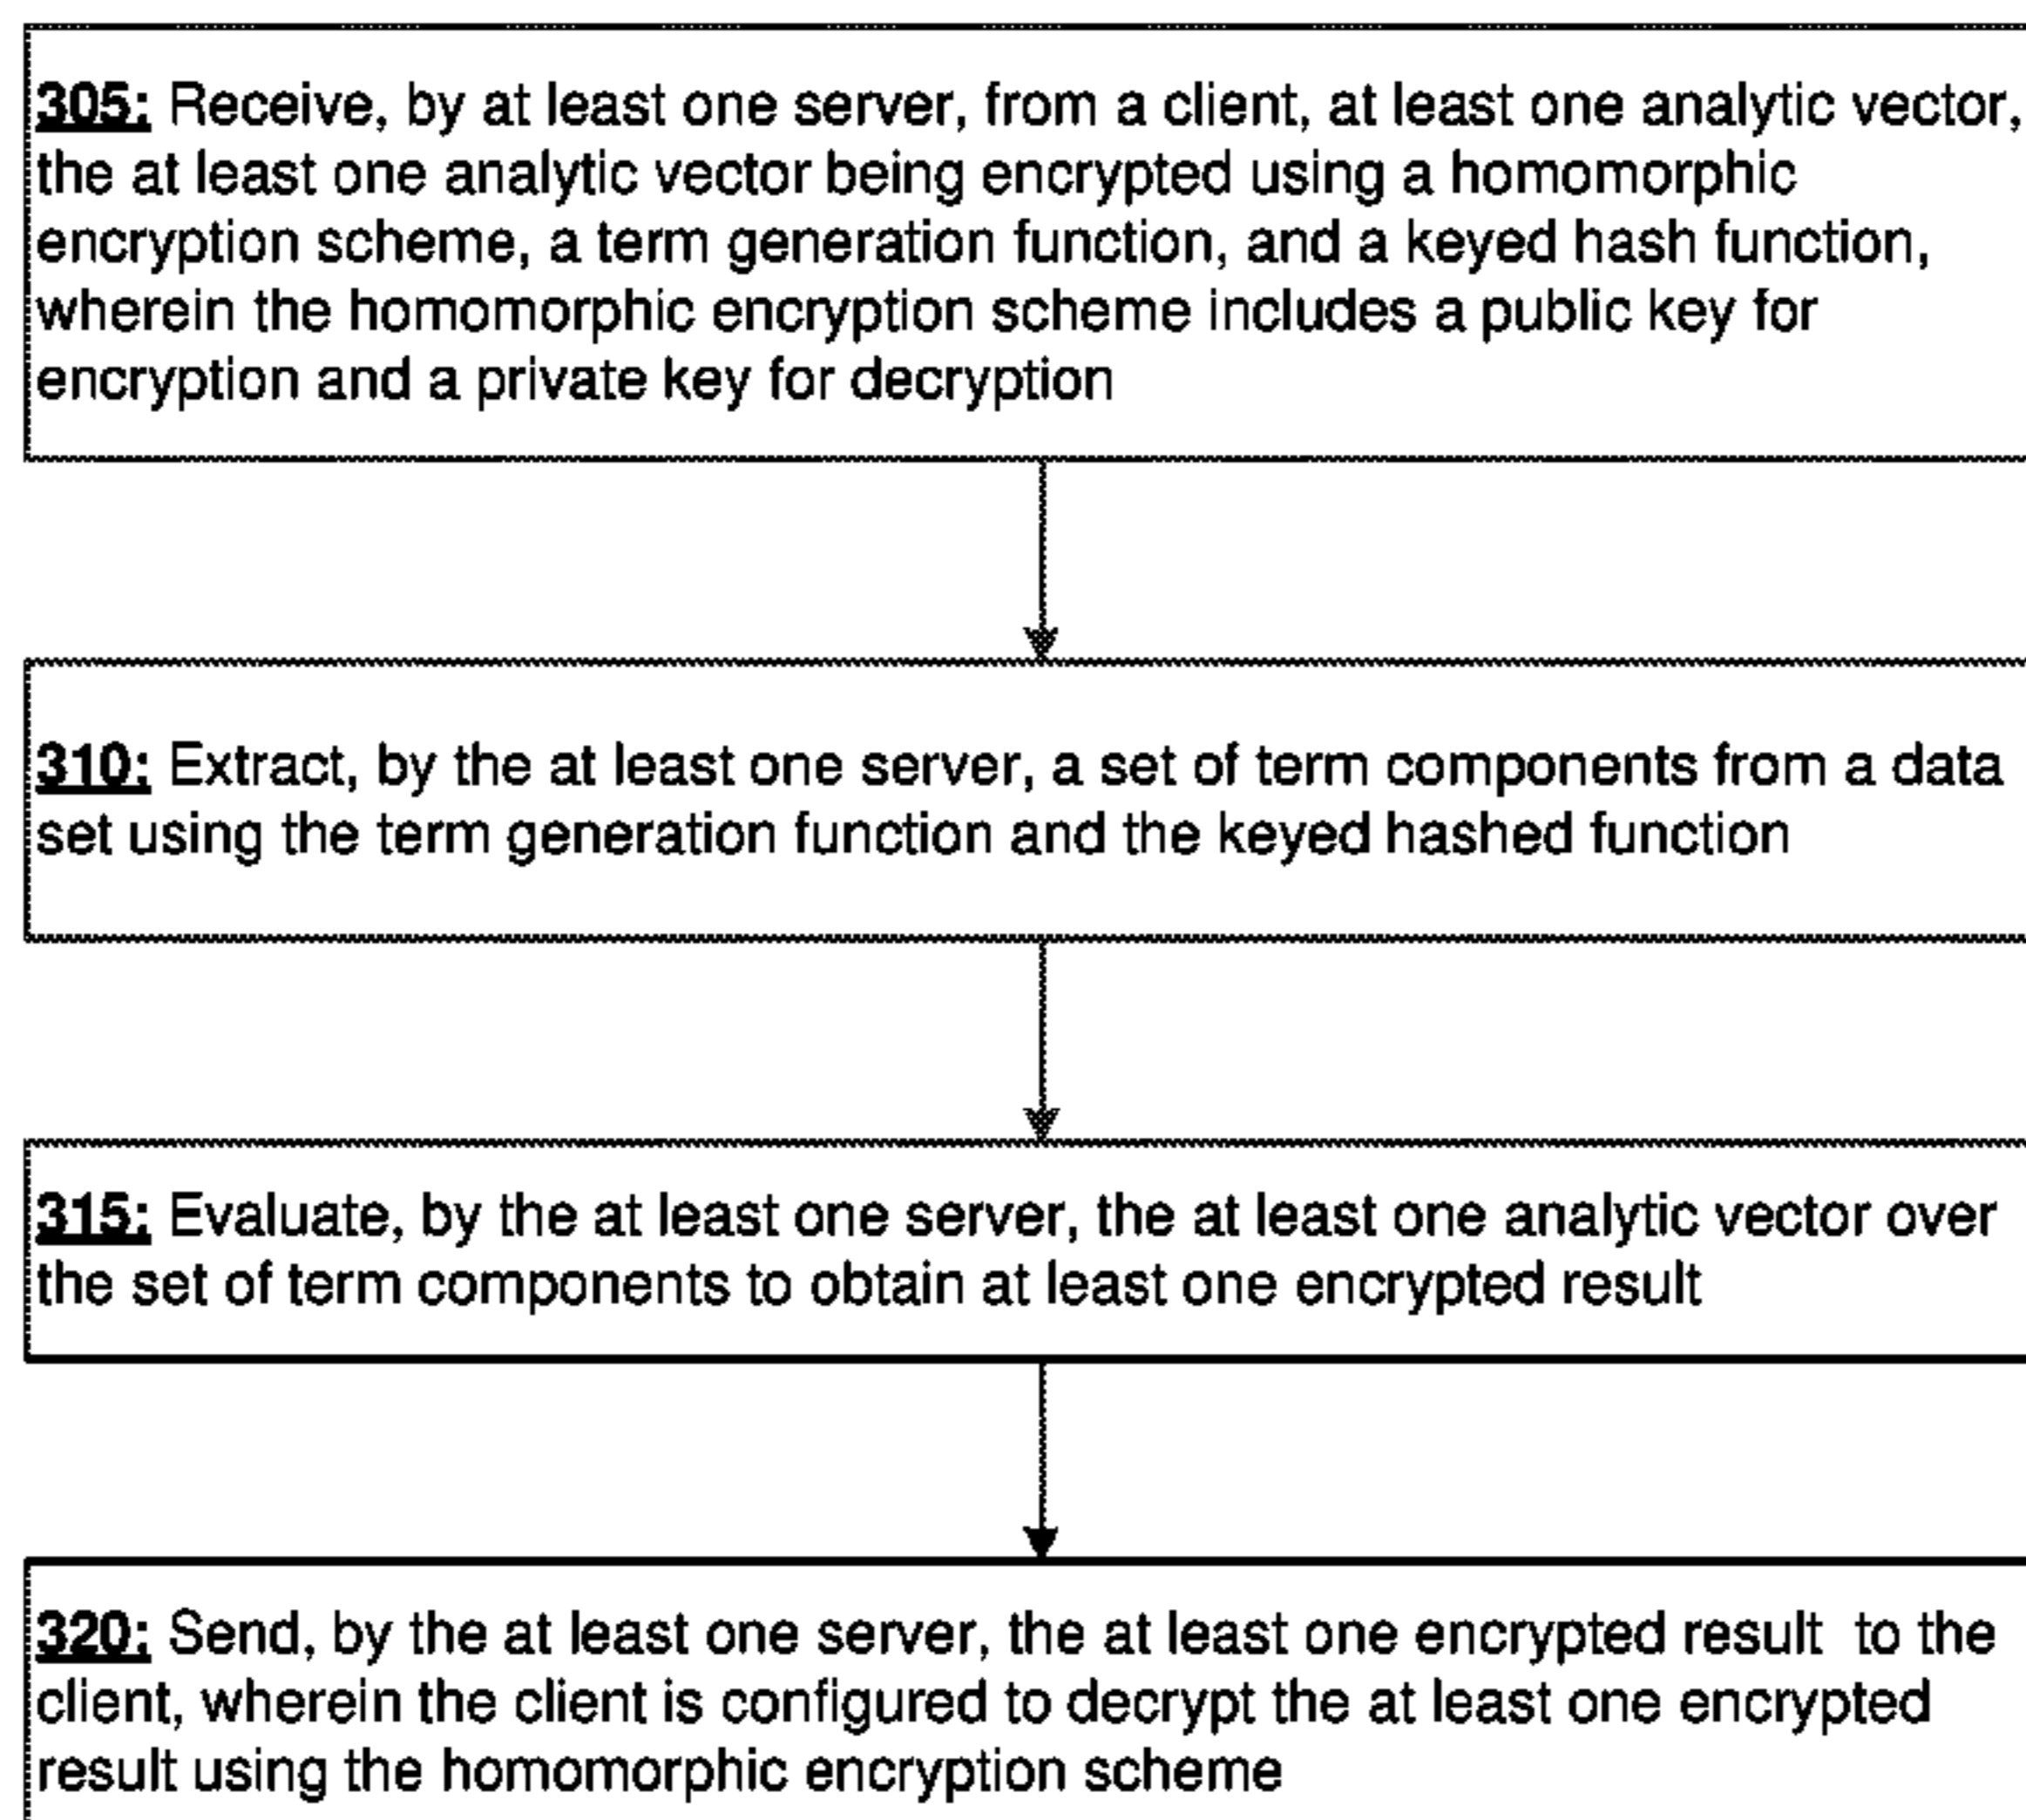 305: Receive, by at least one server, from a client, at least one analytic vector,
the at least one analytic vector being encrypted using a homomorphic
encryption scheme, a term generation function, and a keyed hash function,
wherein the homomorphic encryption scheme includes a public key for
encryption and a private key for decryption
310: Extract, by the at least one server, a set of term components from a data
set using the term generation function and the keyed hashed function
315: Evaluate, by the at least one server, the at least one analytic vector over
the set of term components to obtain at least one encrypted result
320: Send, by the at least one server, the at least one encrypted result to the
client, wherein the client is configured to decrypt the at least one encrypted
result using the homomorphic encryption scheme